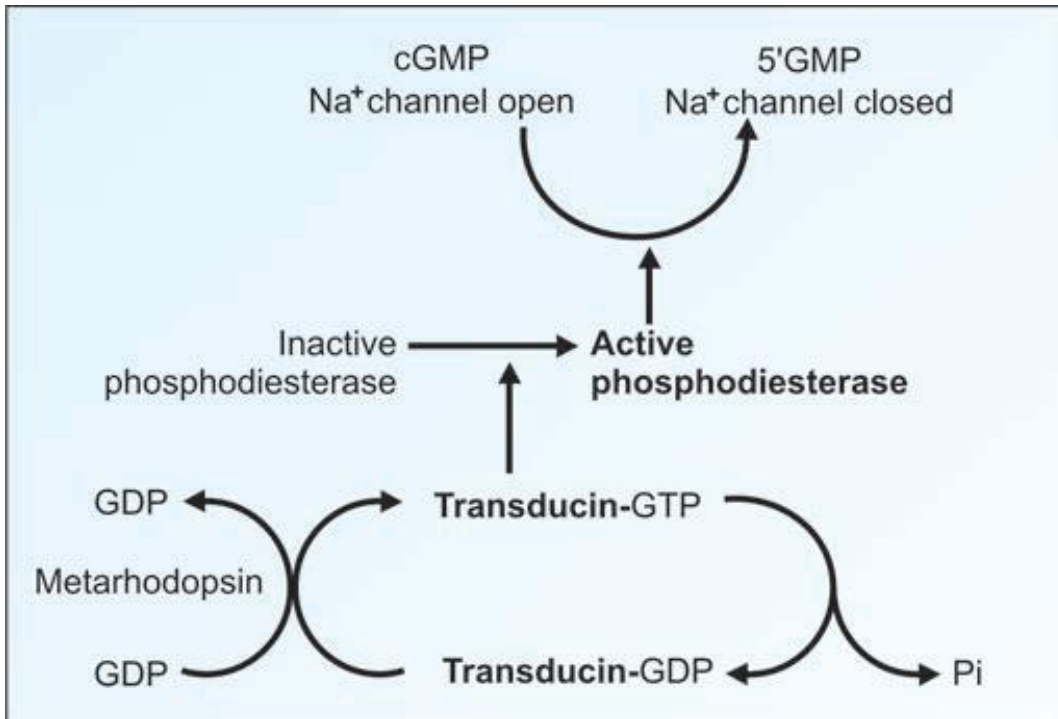 cGMP
Na⁺ channel open
5'GMP
Na⁺ channel closed
Inactive
phosphodiesterase
Active
phosphodiesterase
GDP
Transducin-GTP
Metarhodopsin
GDP
Transducin-GDP
Pi